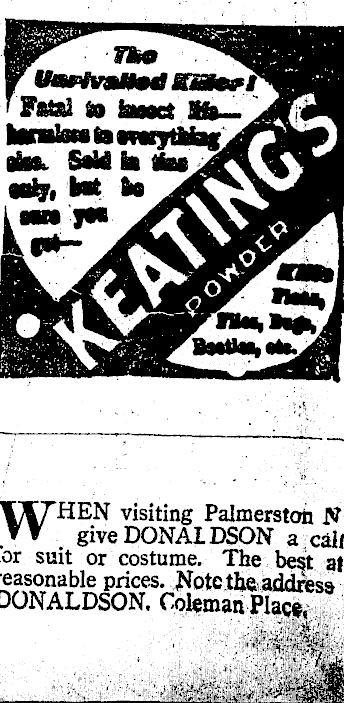 The
Unrivalled Killer!
Fatal to insect life—
harmless to everything
else. Sold in tins
only, but be
sure you
get—
KEATING'S
POWDER
Kills
Fleas,
Flies, Bugs,
Beetles, etc.
WHEN visiting Palmerston N
give DONALDSON a call
for suit or costume. The best at
reasonable prices. Note the address
DONALDSON, Coleman Place.